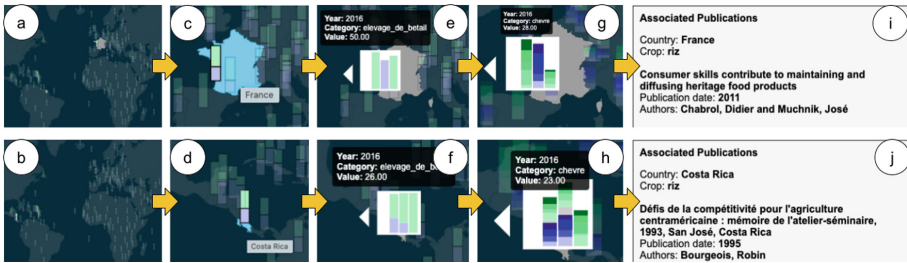 a
c
France
e
Year: 2016
Category: elevage_de_betail
Value: 50.00
g
Year: 2016
Category: chevre
Value: 28.00
i
Associated Publications
Country: France
Crop: riz
Consumer skills contribute to maintaining and
diffusing heritage food products
Publication date: 2011
Authors: Chabrol, Didier and Muchnik, José
b
d
Costa Rica
f
Year: 2016
Category: elevage_de_b
Value: 26.00
h
Year: 2016
Category: chevre
Value: 23.00
j
Associated Publications
Country: Costa Rica
Crop: riz
Défis de la compétitivité pour l'agriculture
centraméricaine : mémoire de l'atelier-séminaire,
1993, San José, Costa Rica
Publication date: 1995
Authors: Bourgeois, Robin